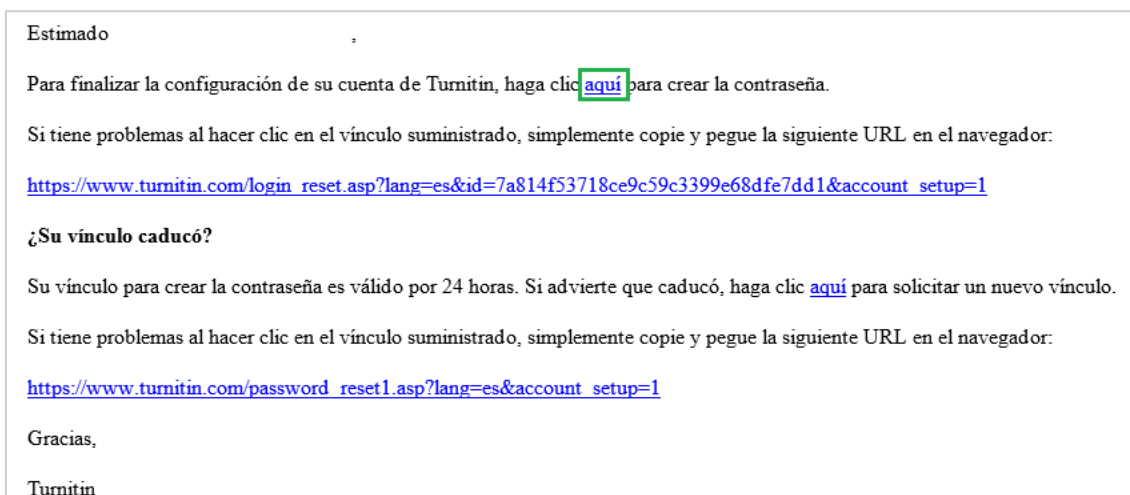 Estimado ,
Para finalizar la configuración de su cuenta de Turnitin, haga clic aquí para crear la contraseña.
Si tiene problemas al hacer clic en el vínculo suministrado, simplemente copie y pegue la siguiente URL en el navegador:
https://www.turnitin.com/login_reset.asp?lang=es&id=7a814f53718ce9c59c3399e68dfe7dd1&account_setup=1
¿Su vínculo caducó?
Su vínculo para crear la contraseña es válido por 24 horas. Si advierte que caducó, haga clic aquí para solicitar un nuevo vínculo.
Si tiene problemas al hacer clic en el vínculo suministrado, simplemente copie y pegue la siguiente URL en el navegador:
https://www.turnitin.com/password_reset1.asp?lang=es&account_setup=1
Gracias,
Turnitin